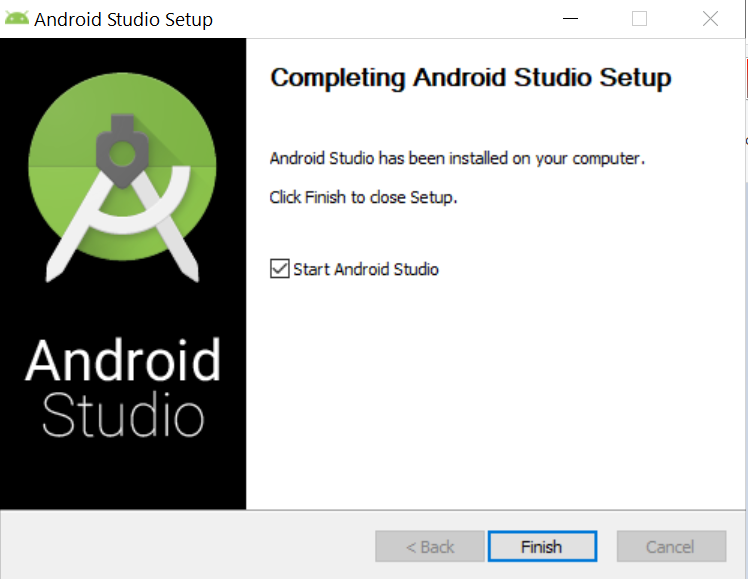 Android Studio Setup
Completing Android Studio Setup
Android Studio has been installed on your computer.
Click Finish to close Setup.
Start Android Studio
Android
Studio
< Back
Finish
Cancel